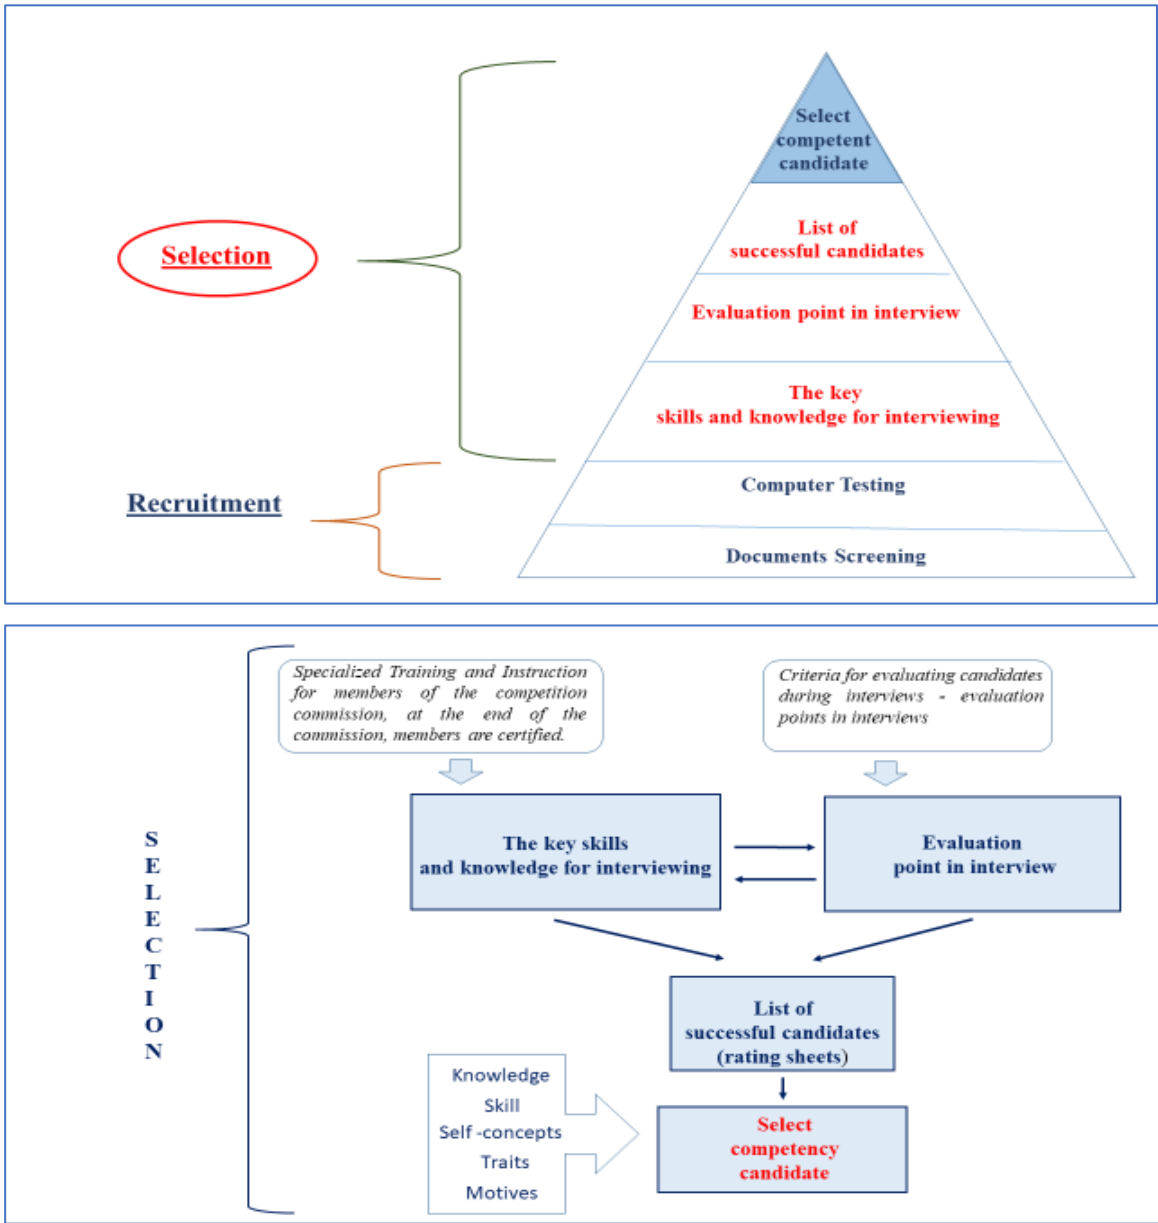 Select
competent
candidate
List of
successful candidates
Selection
Evaluation point in interview
The key
skills and knowledge for interviewing
Computer Testing
Recruitment
Documents Screening
Specialized Training and Instruction
for members of the competition
commission, at the end of the
commission, members are certified.
Criteria for evaluating candidates
during interviews - evaluation
points in interviews
S
E
L
E
C
T
I
O
N
The key skills
and knowledge for interviewing
Evaluation
point in interview
List of
successful candidates
(rating sheets)
Knowledge
Skill
Self -concepts
Traits
Motives
Select
competency
candidate